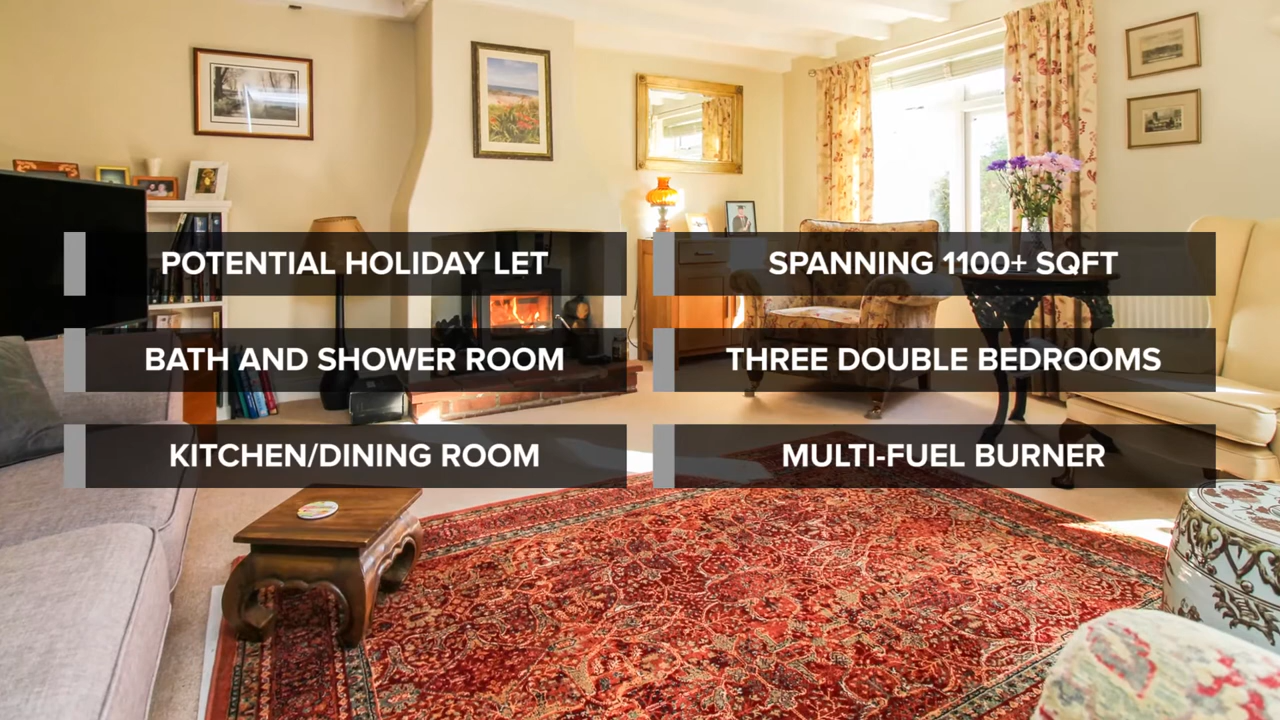 POTENTIAL HOLIDAY LET
SPANNING 1100+ SQFT
BATH AND SHOWER ROOM
THREE DOUBLE BEDROOMS
KITCHEN/DINING ROOM
MULTI-FUEL BURNER